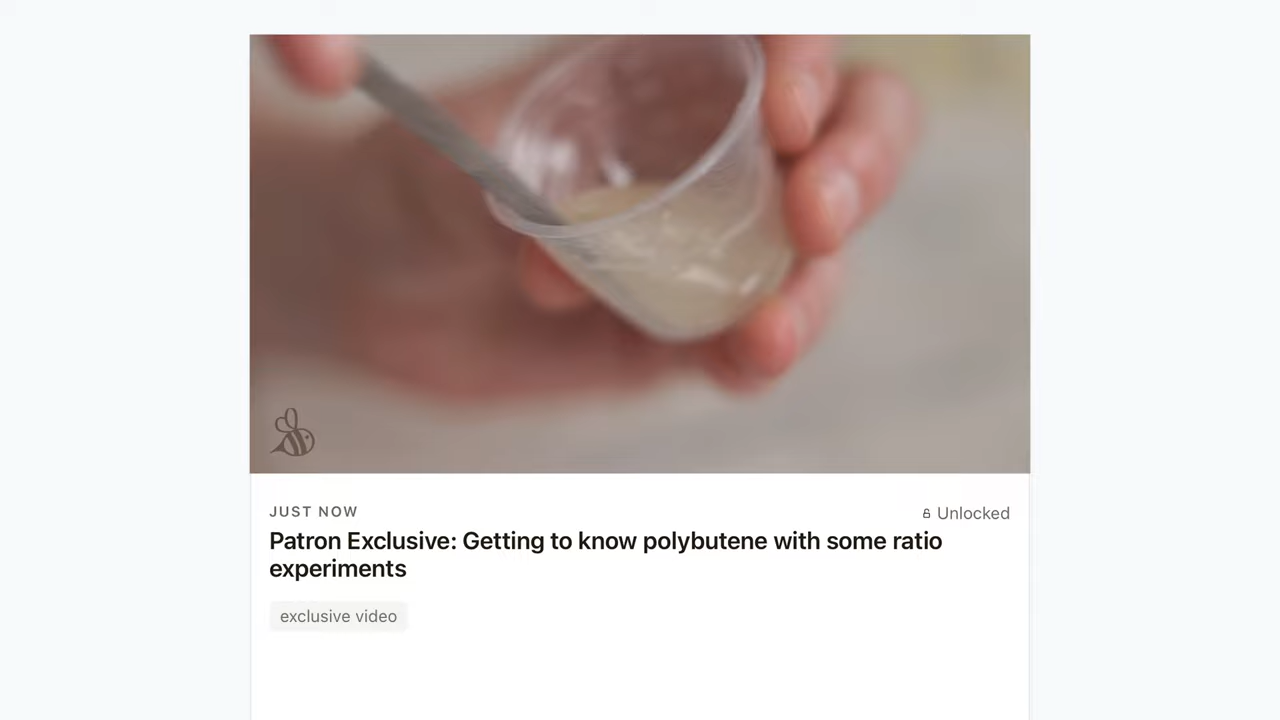 JUST NOW
Unlocked
Patron Exclusive: Getting to know polybutene with some ratio
experiments
exclusive video